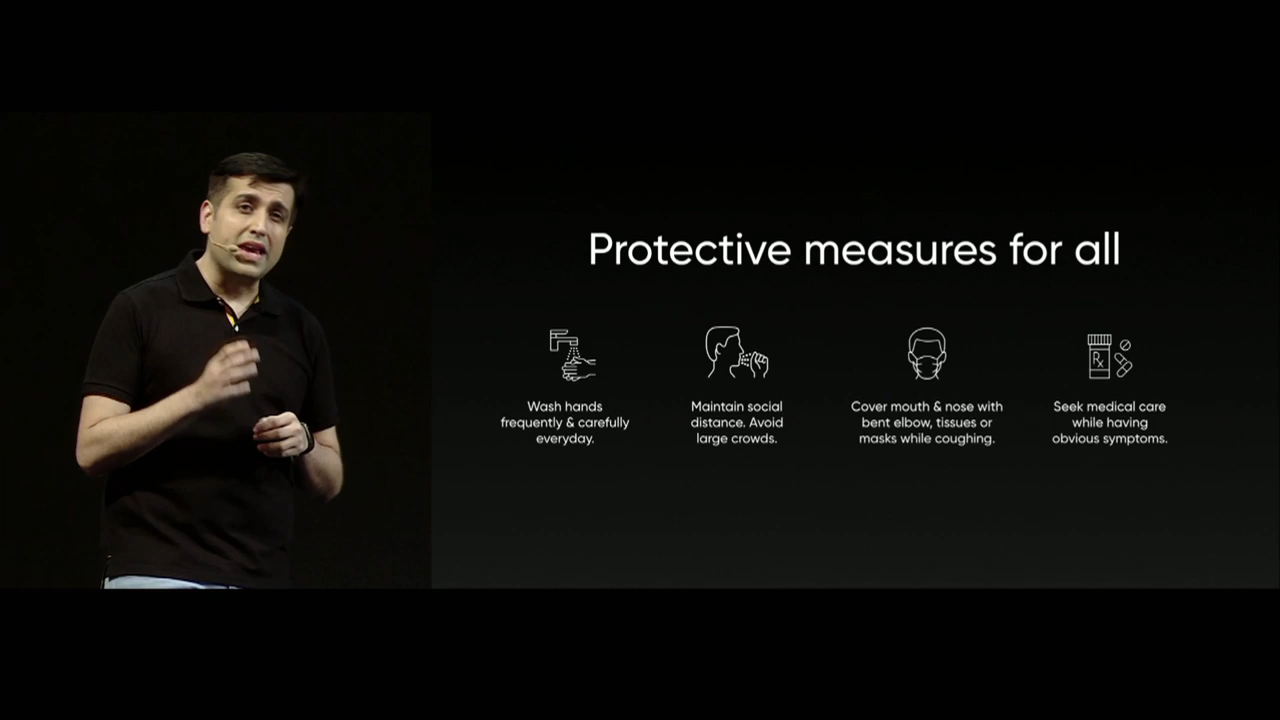 Protective measures for all
Wash hands
frequently & carefully
everyday.
Maintain social
distance. Avoid
large crowds.
Cover mouth & nose with
bent elbow, tissues or
masks while coughing.
Rx
Seek medical care
while having
obvious symptoms.